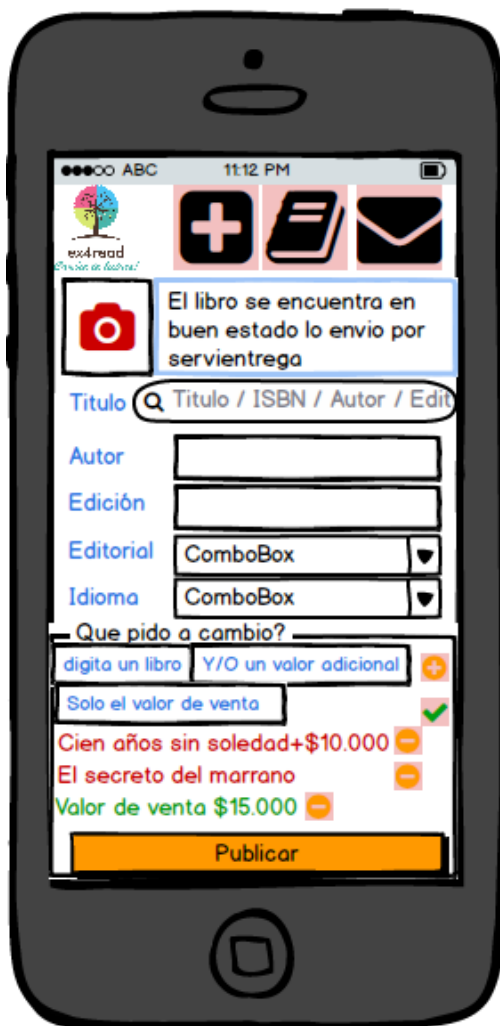 ABC 11:12 PM
ex4read
El libro se encuentra en
buen estado lo envio por
servientrega
Titulo Titulo / ISBN / Autor / Edit
Autor
Edición
Editorial ComboBox
Idioma ComboBox
Que pido a cambio?
digita un libro Y/O un valor adicional
Solo el valor de venta
Cien años sin soledad+$10.000
El secreto del marrano
Valor de venta $15.000
Publicar